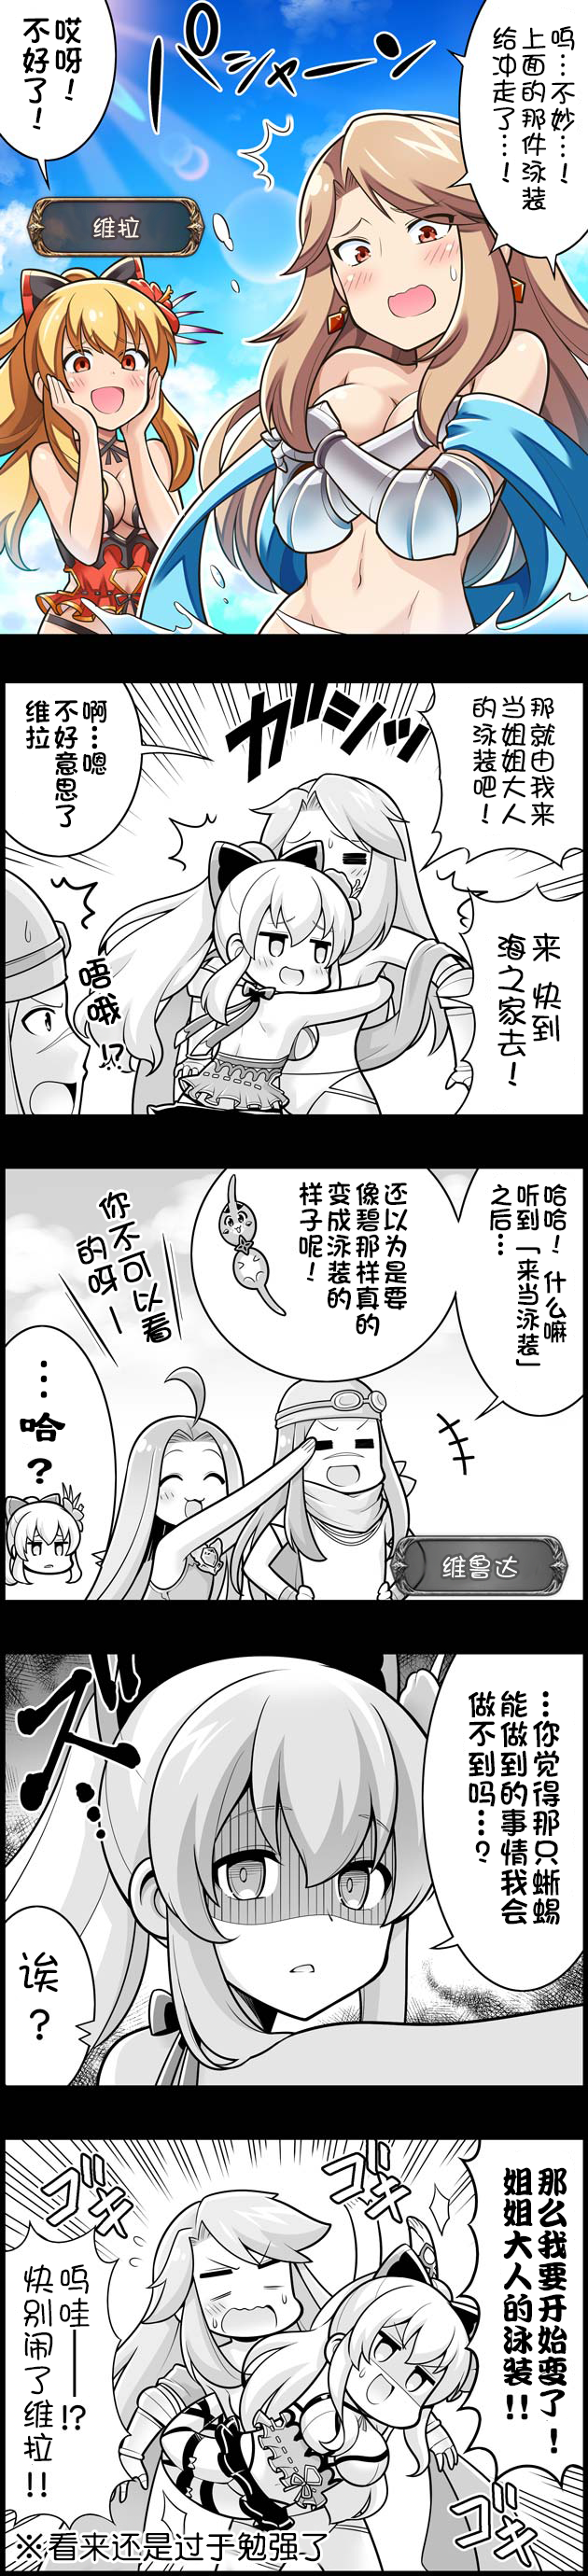 呜…不妙…！
上面的那件泳装
给冲走了…！
パシャーン
哎呀！
不好了！
维拉
那就由我来
当姐姐大人
的泳装吧！
ガシッ
啊…嗯
不好意思了
维拉
来 快到
海之家去！
唔哦!?
哈哈！什么嘛
听到「来当泳装」
之后…
还以为是要
像碧那样真的
变成泳装的
样子呢！
你不可以看
的呀ー
…哈？
维鲁达
…你觉得那只蜥蜴
能做到的事情我会
做不到吗…?
ズズ…
诶？
那么我要开始变了！
姐姐大人的泳装!!
ゴキ
ゴキ
呜哇——!?
快别闹了维拉!!
ゴキ
※看来还是过于勉强了